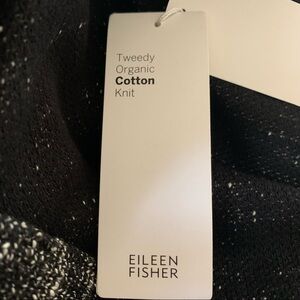 Tweedy
Organic
Cotton
Knit
EILEEN
FISHER